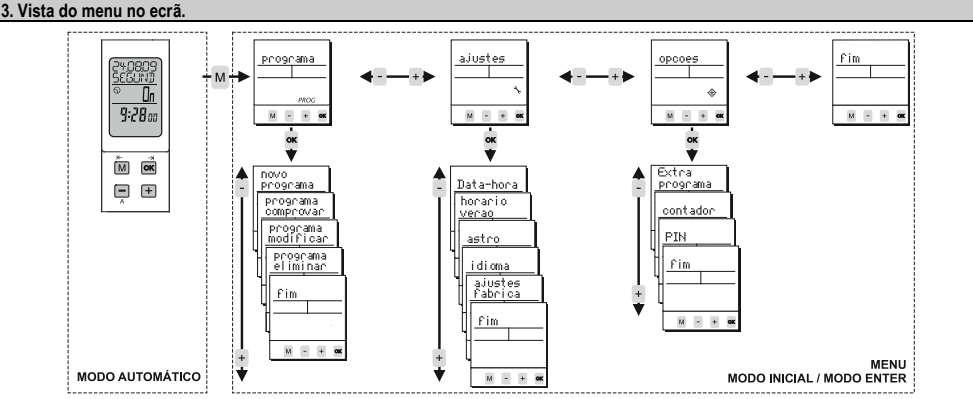 3. Vista do menu no ecrã.
24.08.09
SEGUND
On
9:28 00
M OK
- +
MODO AUTOMÁTICO
M
programa
PROG
M - + OK
- +
ajustes
M - + OK
- +
opcoes
M - + OK
- +
fim
M - + OK
OK
OK
OK
-
+
novo
programa
programa
comprovar
programa
modificar
programa
eliminar
fim
M - + OK
-
+
Data-hora
horario
verao
astro
idioma
ajustes
fabrica
fim
M - + OK
-
+
Extra
programa
contador
PIN
fim
M - + OK
MENU
MODO INICIAL / MODO ENTER